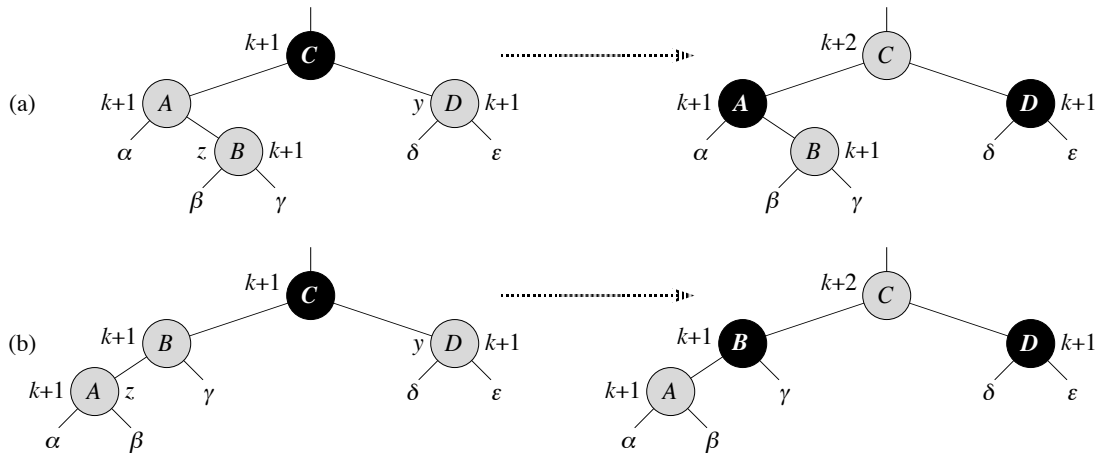 k+1 C k+2 C
(a) k+1 A y D k+1 k+1 A D k+1
α z B k+1 δ ε α B k+1 δ ε
β γ β γ
k+1 C k+2 C
(b) k+1 B y D k+1 k+1 B D k+1
k+1 A z γ δ ε k+1 A γ δ ε
α β α β